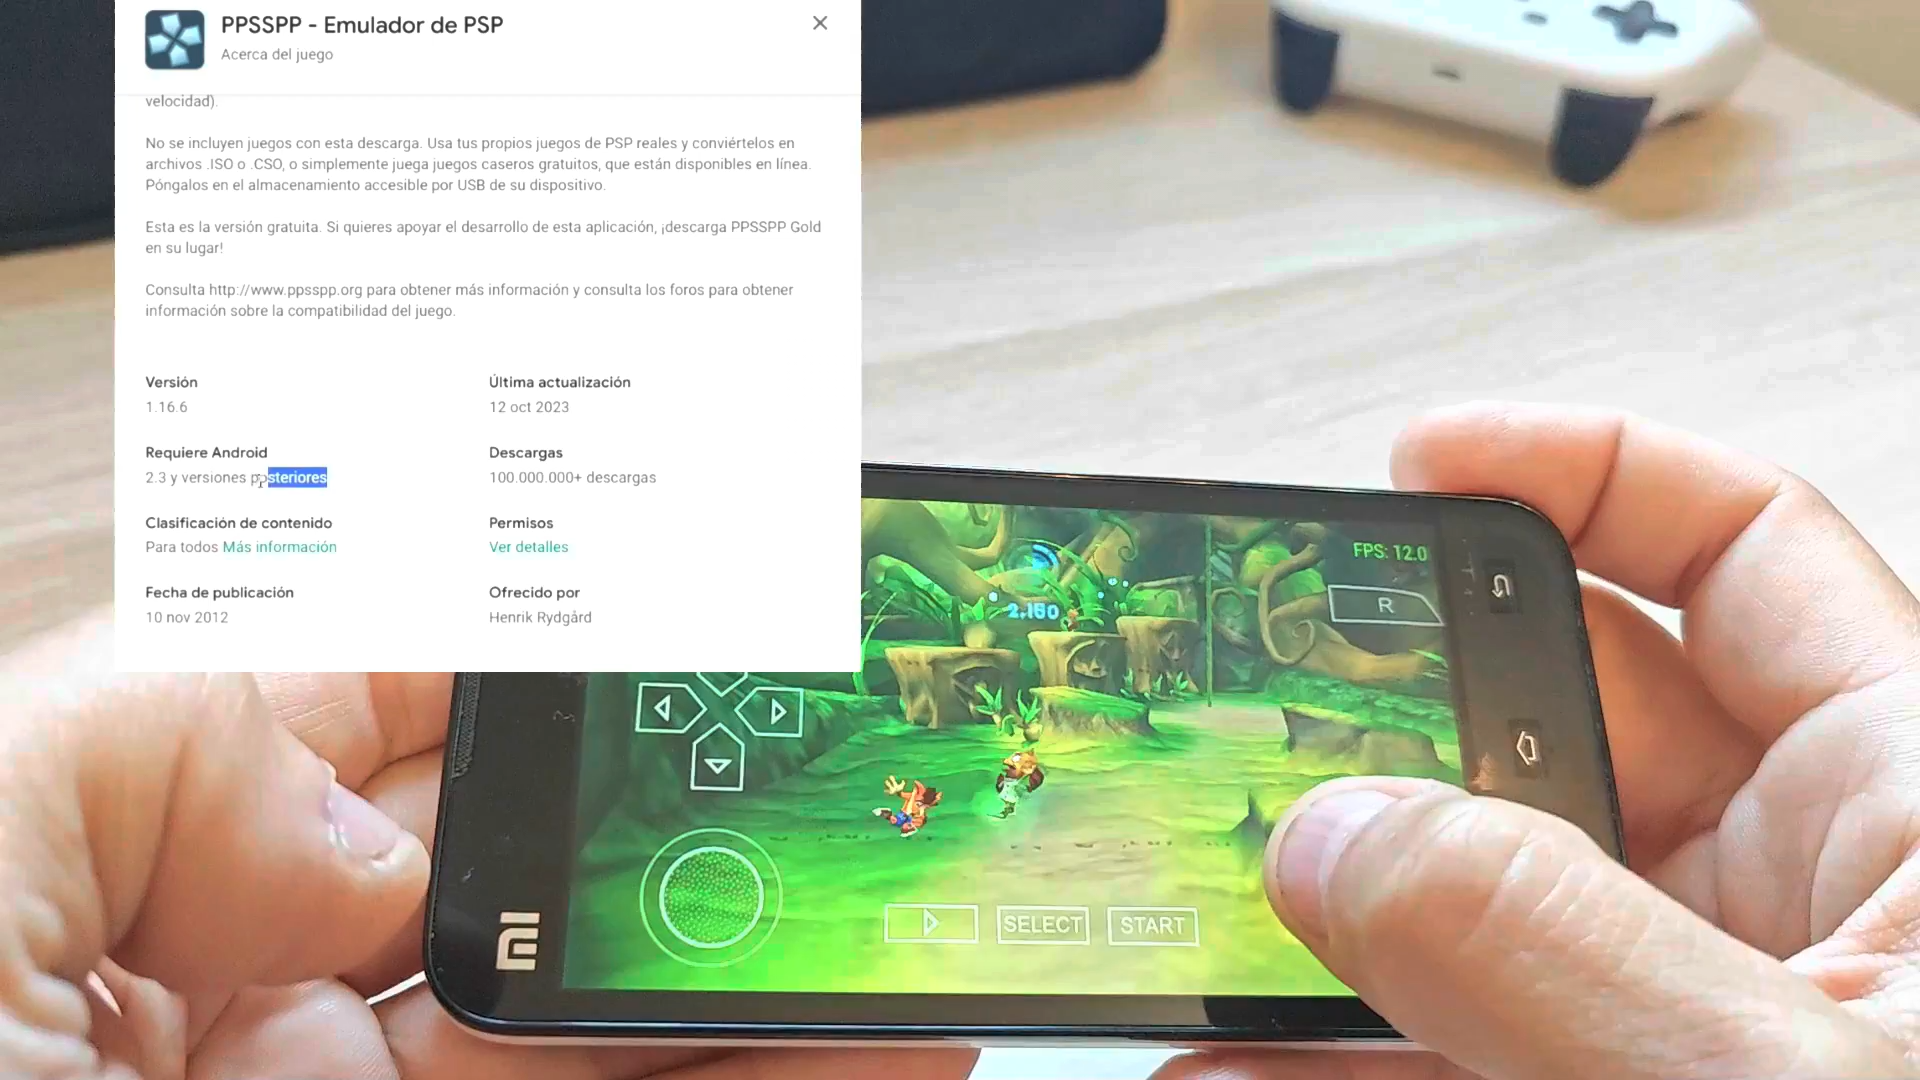 PPSSPP - Emulador de PSP
Acerca del juego
velocidad).
No se incluyen juegos con esta descarga. Usa tus propios juegos de PSP reales y conviértelos en
archivos .ISO o .CSO, o simplemente juega juegos caseros gratuitos, que están disponibles en línea.
Póngalos en el almacenamiento accesible por USB de su dispositivo.
Esta es la versión gratuita. Si quieres apoyar el desarrollo de esta aplicación, ¡descarga PPSSPP Gold
en su lugar!
Consulta http://www.ppsspp.org para obtener más información y consulta los foros para obtener
información sobre la compatibilidad del juego.
Versión
1.16.6
Última actualización
12 oct 2023
Requiere Android
2.3 y versiones posteriores
Descargas
100.000.000+ descargas
Clasificación de contenido
Para todos Más información
Permisos
Ver detalles
Fecha de publicación
10 nov 2012
Ofrecido por
Henrik Rydgård
FPS: 12.0
R
2,150
SELECT
START